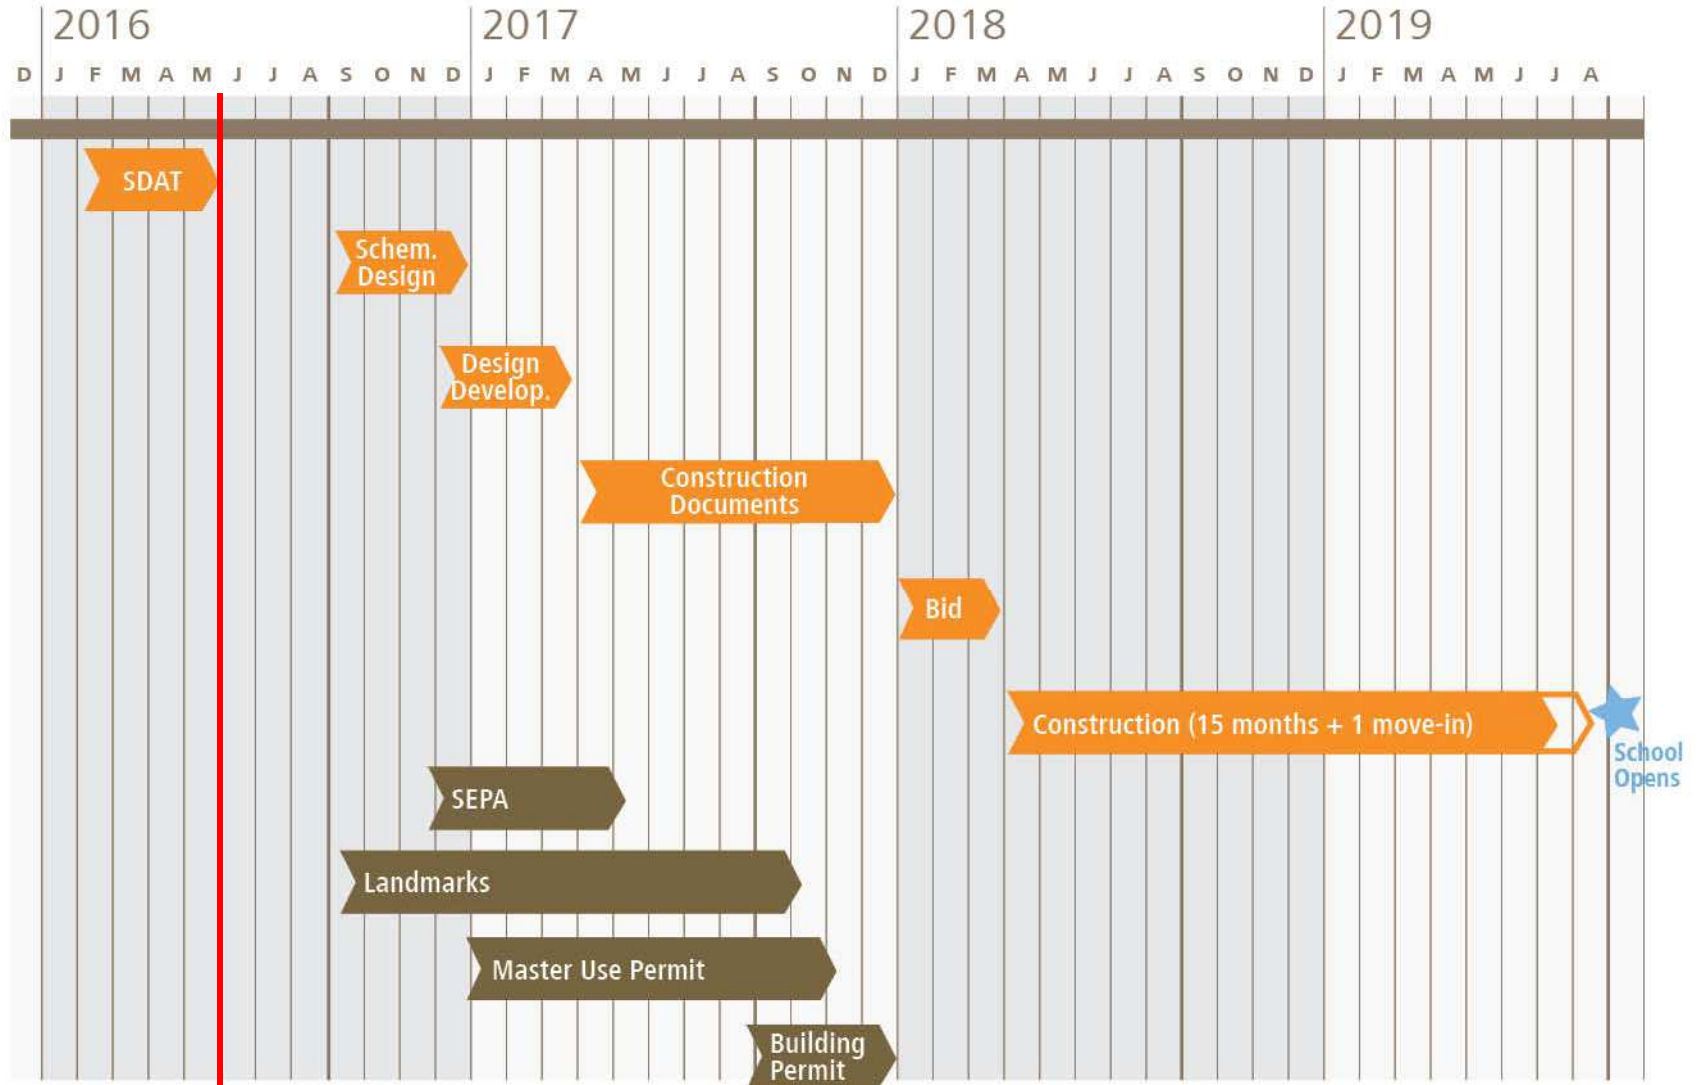 2016 2017 2018 2019
D J F M A M J J A S O N D J F M A M J J A S O N D J F M A M J J A S O N D J F M A M J J A
SDAT
Schem.
Design
Design
Develop.
Construction
Documents
Bid
Construction (15 months + 1 move-in)
School
Opens
SEPA
Landmarks
Master Use Permit
Building
Permit